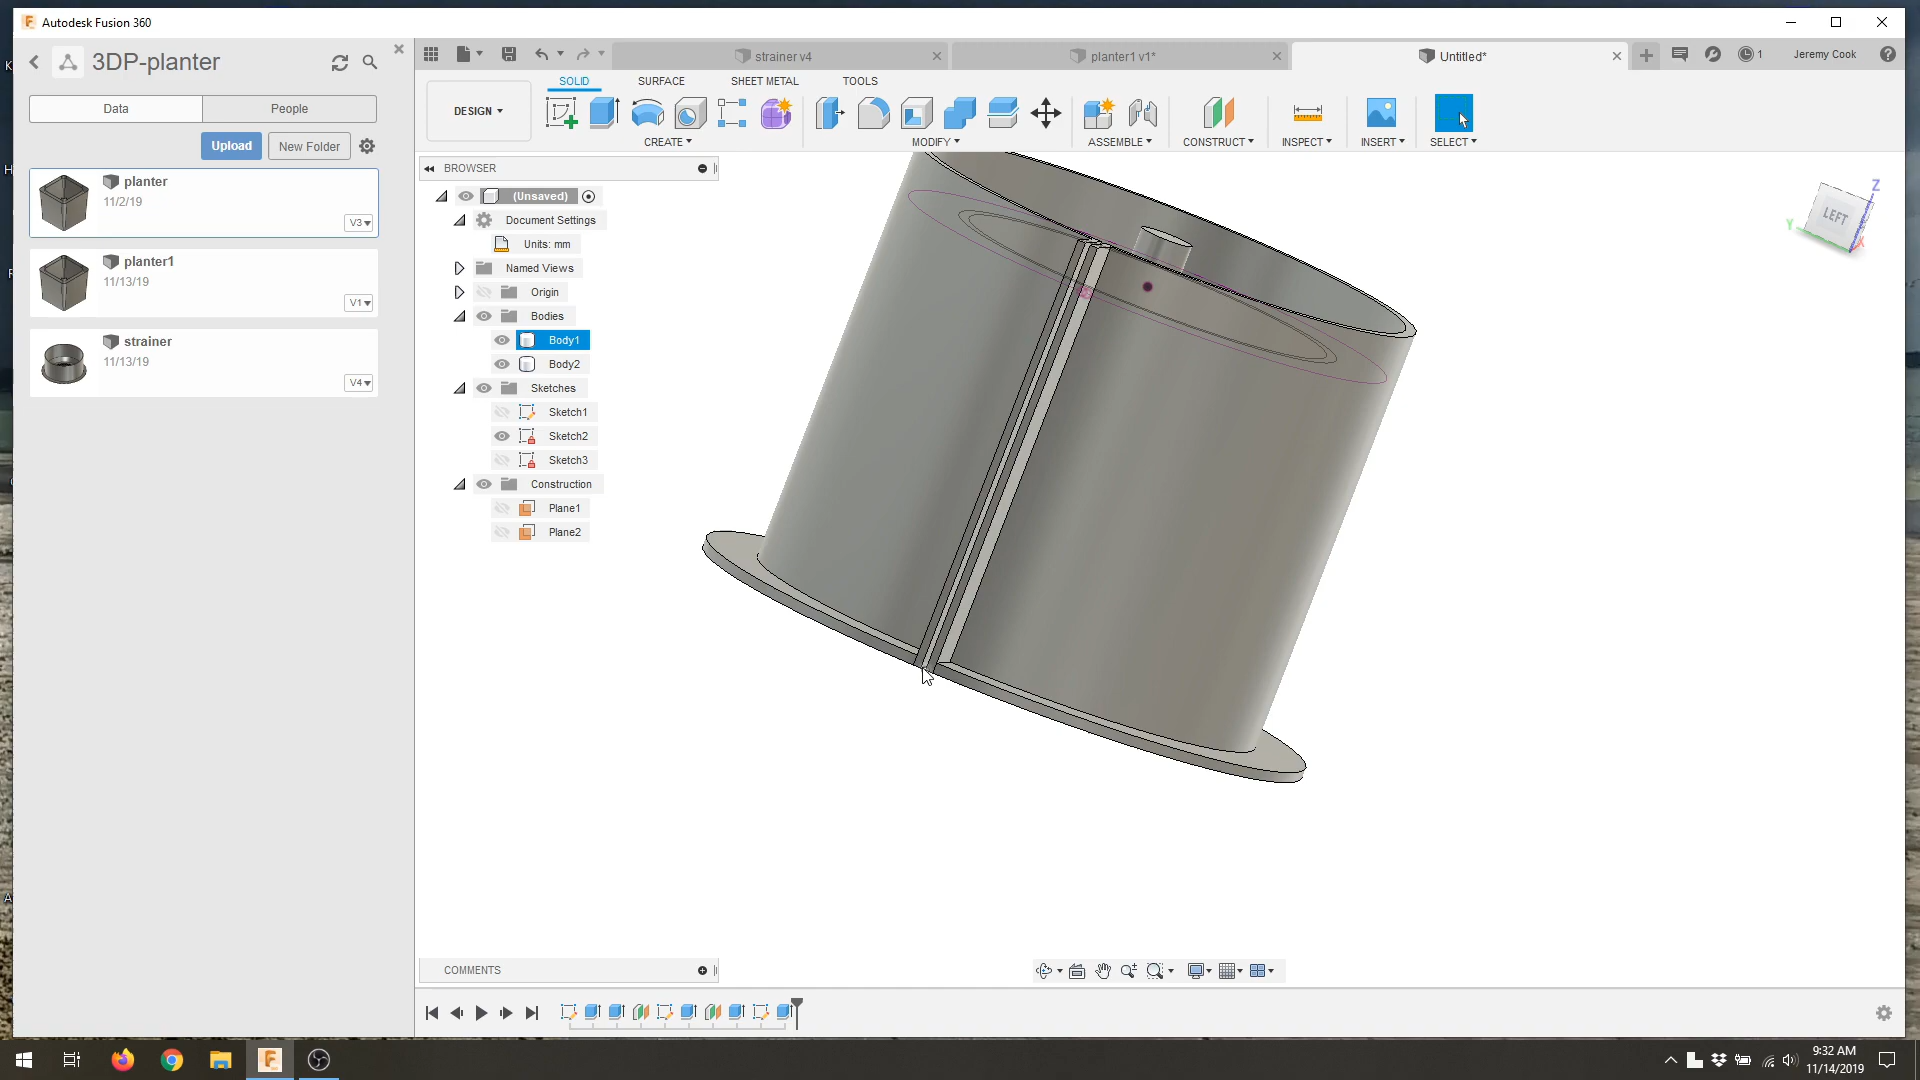 Autodesk Fusion 360
3DP-planter
strainer v4
planter1 v1*
Untitled*
1
Jeremy Cook
SOLID
SURFACE
SHEET METAL
TOOLS
Data
People
DESIGN
CREATE
MODIFY
ASSEMBLE
CONSTRUCT
INSPECT
INSERT
SELECT
Upload
New Folder
BROWSER
planter
11/2/19
V3
planter1
11/13/19
V1
strainer
11/13/19
V4
(Unsaved)
Document Settings
Units: mm
Named Views
Origin
Bodies
Body1
Body2
Sketches
Sketch1
Sketch2
Sketch3
Construction
Plane1
Plane2
Z
LEFT
Y
X
COMMENTS
9:32 AM
11/14/2019